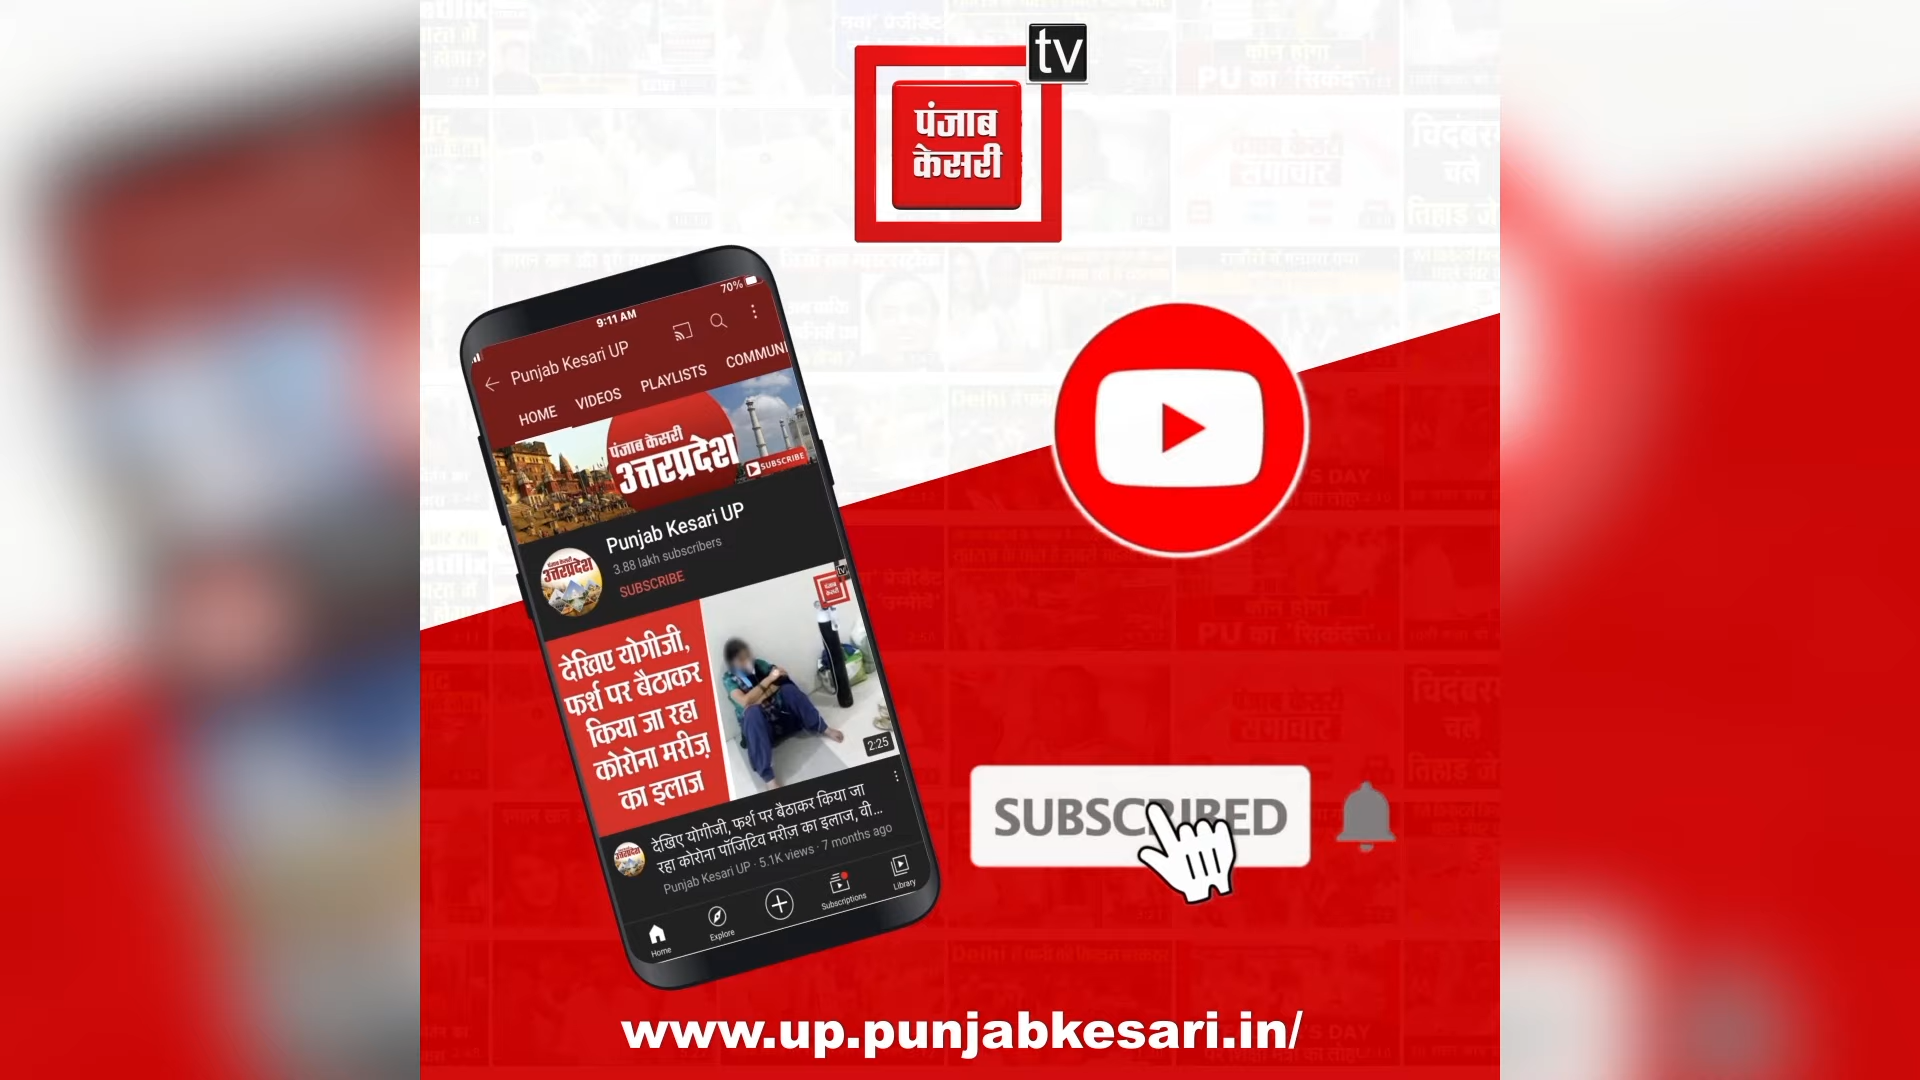 tv
पंजाब
केसरी
70%
9:11 AM
Punjab Kesari UP
HOME VIDEOS PLAYLISTS COMMUNI
पंजाब केसरी
उत्तरप्रदेश
SUBSCRIBE
Punjab Kesari UP
3.88 lakh subscribers
SUBSCRIBE
उत्तरप्रदेश
देखिए योगीजी,
फर्श पर बैठाकर
किया जा रहा
कोरोना मरीज़
का इलाज
2:25
देखिए योगीजी, फर्श पर बैठाकर किया जा
रहा कोरोना पॉजिटिव मरीज़ का इलाज, वी...
Punjab Kesari UP · 5.1K views · 7 months ago
Home Explore Subscriptions Library
SUBSCRIBED
www.up.punjabkesari.in/